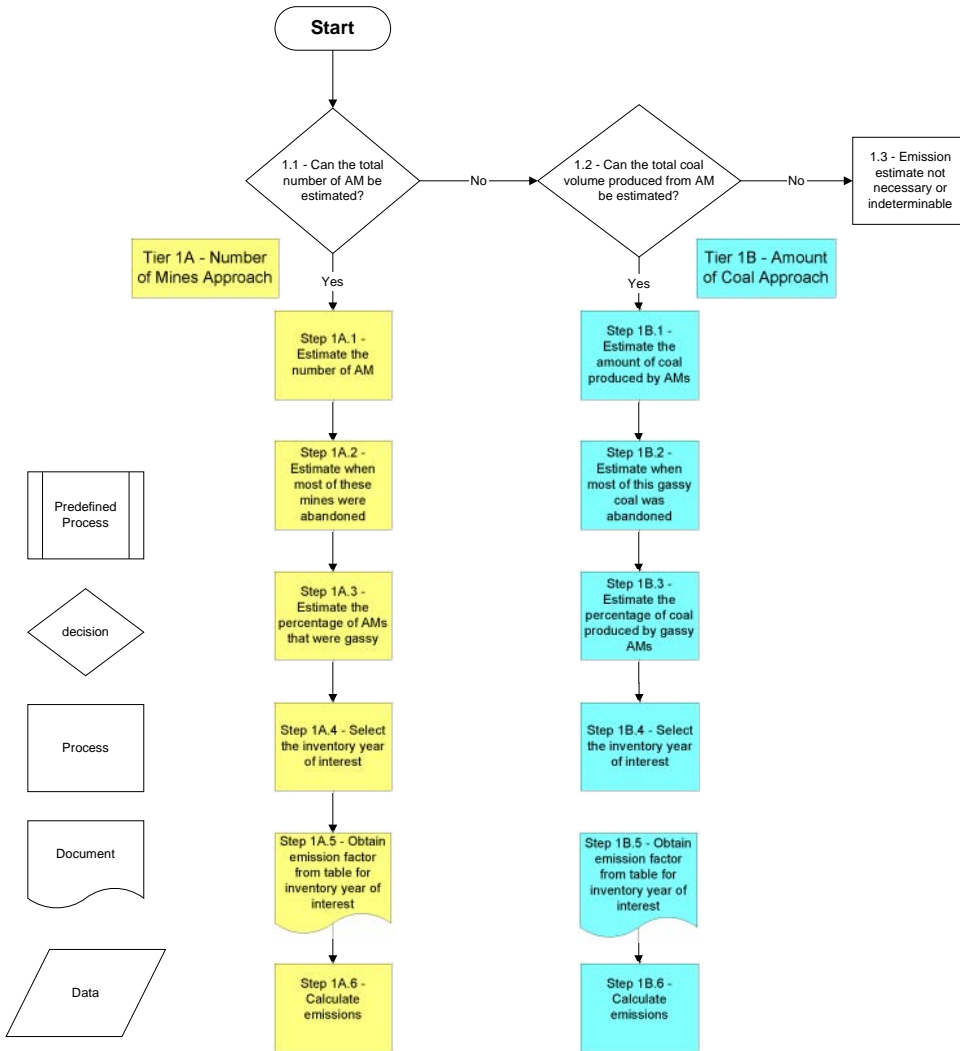 Start
1.1 - Can the total
number of AM be
estimated?
No
1.2 - Can the total coal
volume produced from AM
be estimated?
No
1.3 - Emission
estimate not
necessary or
indeterminable
Tier 1A - Number
of Mines Approach
Yes
Tier 1B - Amount
of Coal Approach
Yes
Step 1A.1 -
Estimate the
number of AM
Step 1B.1 -
Estimate the
amount of coal
produced by AMs
Step 1A.2 -
Estimate when
most of these
mines were
abandoned
Step 1B.2 -
Estimate when
most of this gassy
coal was
abandoned
Step 1A.3 -
Estimate the
percentage of AMs
that were gassy
Step 1B.3 -
Estimate the
percentage of coal
produced by gassy
AMs
Step 1A.4 - Select
the inventory year
of interest
Step 1B.4 - Select
the inventory year
of interest
Step 1A.5 - Obtain
emission factor
from table for
inventory year of
interest
Step 1B.5 - Obtain
emission factor
from table for
inventory year of
interest
Step 1A.6 -
Calculate
emissions
Step 1B.6 -
Calculate
emissions
Predefined
Process
decision
Process
Document
Data